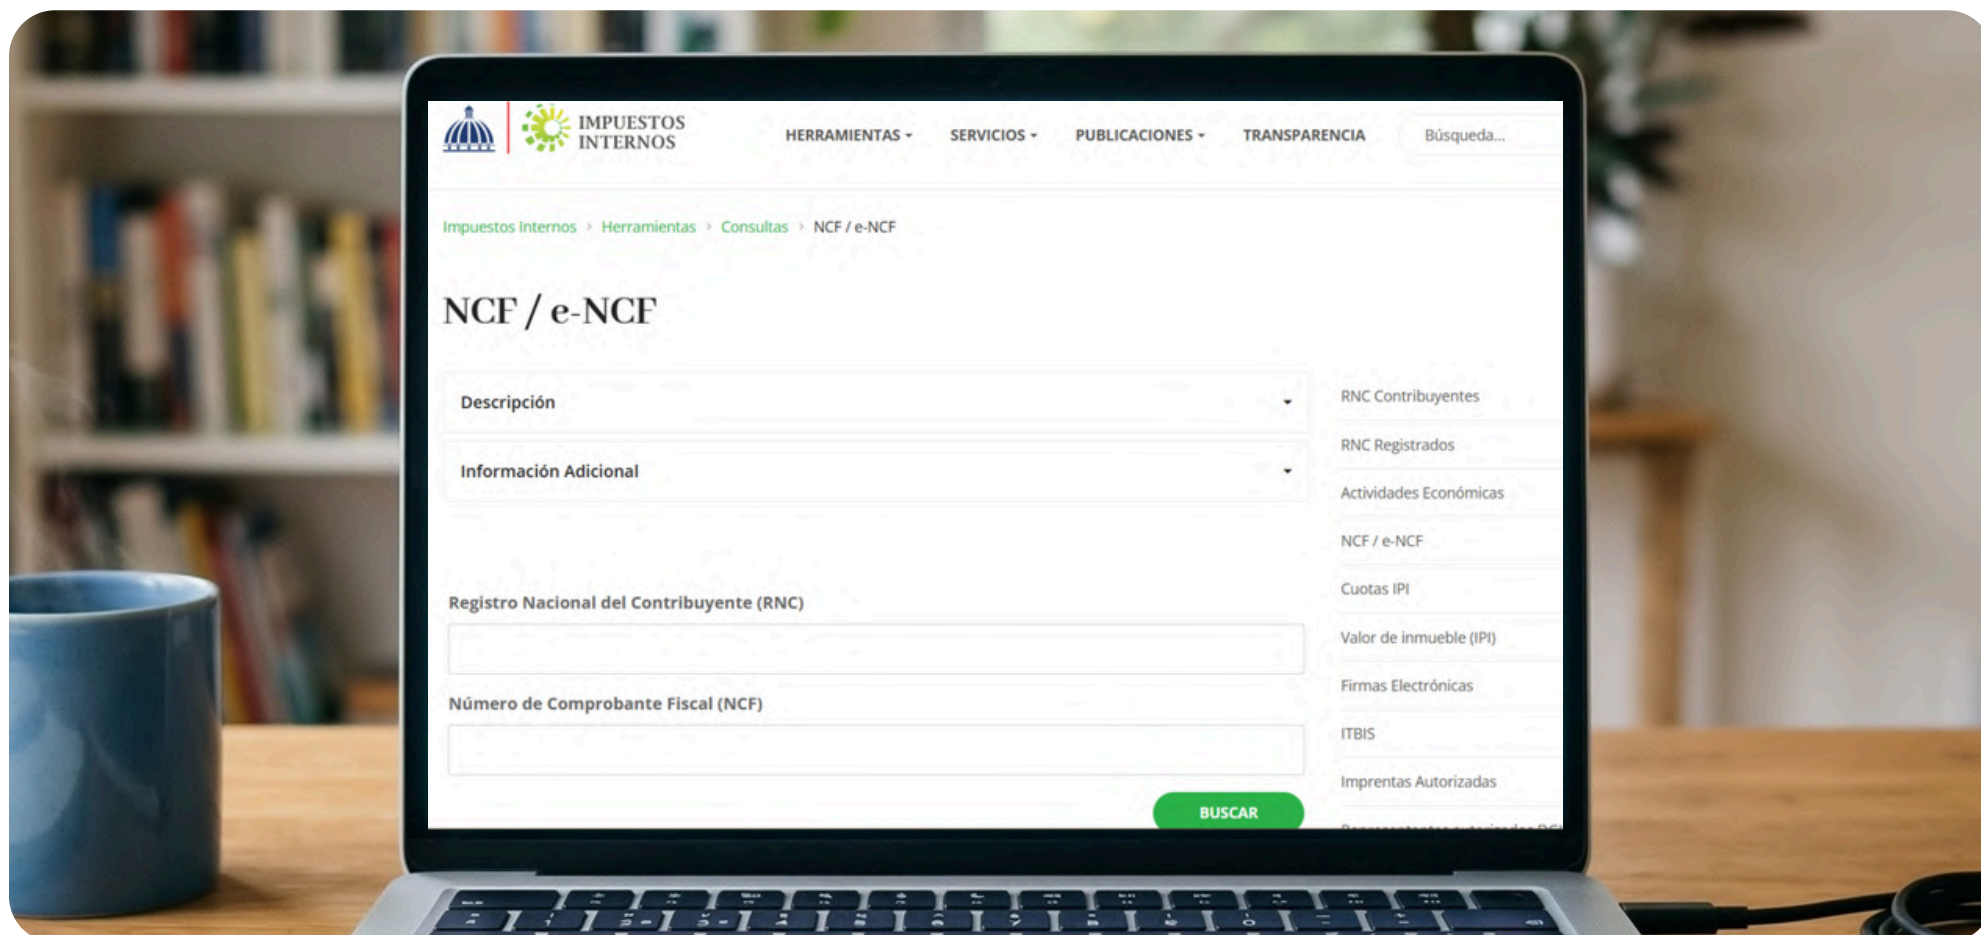 IMPUESTOS
INTERNOS
HERRAMIENTAS
SERVICIOS
PUBLICACIONES
TRANSPARENCIA
Búsqueda...
Impuestos Internos > Herramientas > Consultas > NCF / e-NCF
NCF / e-NCF
Descripción
Información Adicional
Registro Nacional del Contribuyente (RNC)
Número de Comprobante Fiscal (NCF)
BUSCAR
RNC Contribuyentes
RNC Registrados
Actividades Económicas
NCF / e-NCF
Cuotas IPI
Valor de inmueble (IPI)
Firmas Electrónicas
ITBIS
Imprentas Autorizadas